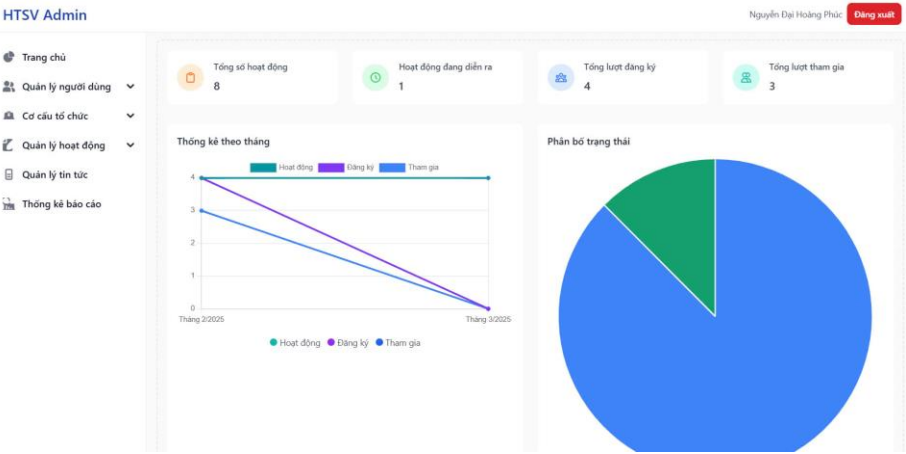 HTSV Admin
Nguyễn Đại Hoàng Phúc
Đăng xuất
Trang chủ
Quản lý người dùng
Cơ cấu tổ chức
Quản lý hoạt động
Quản lý tin tức
Thống kê báo cáo
Tổng số hoạt động
8
Hoạt động đang diễn ra
1
Tổng lượt đăng ký
4
Tổng lượt tham gia
3
Thống kê theo tháng
Hoạt động Đăng ký Tham gia
4
3
2
1
0
Tháng 2/2025 Tháng 3/2025
Hoạt động Đăng ký Tham gia
Phân bố trạng thái